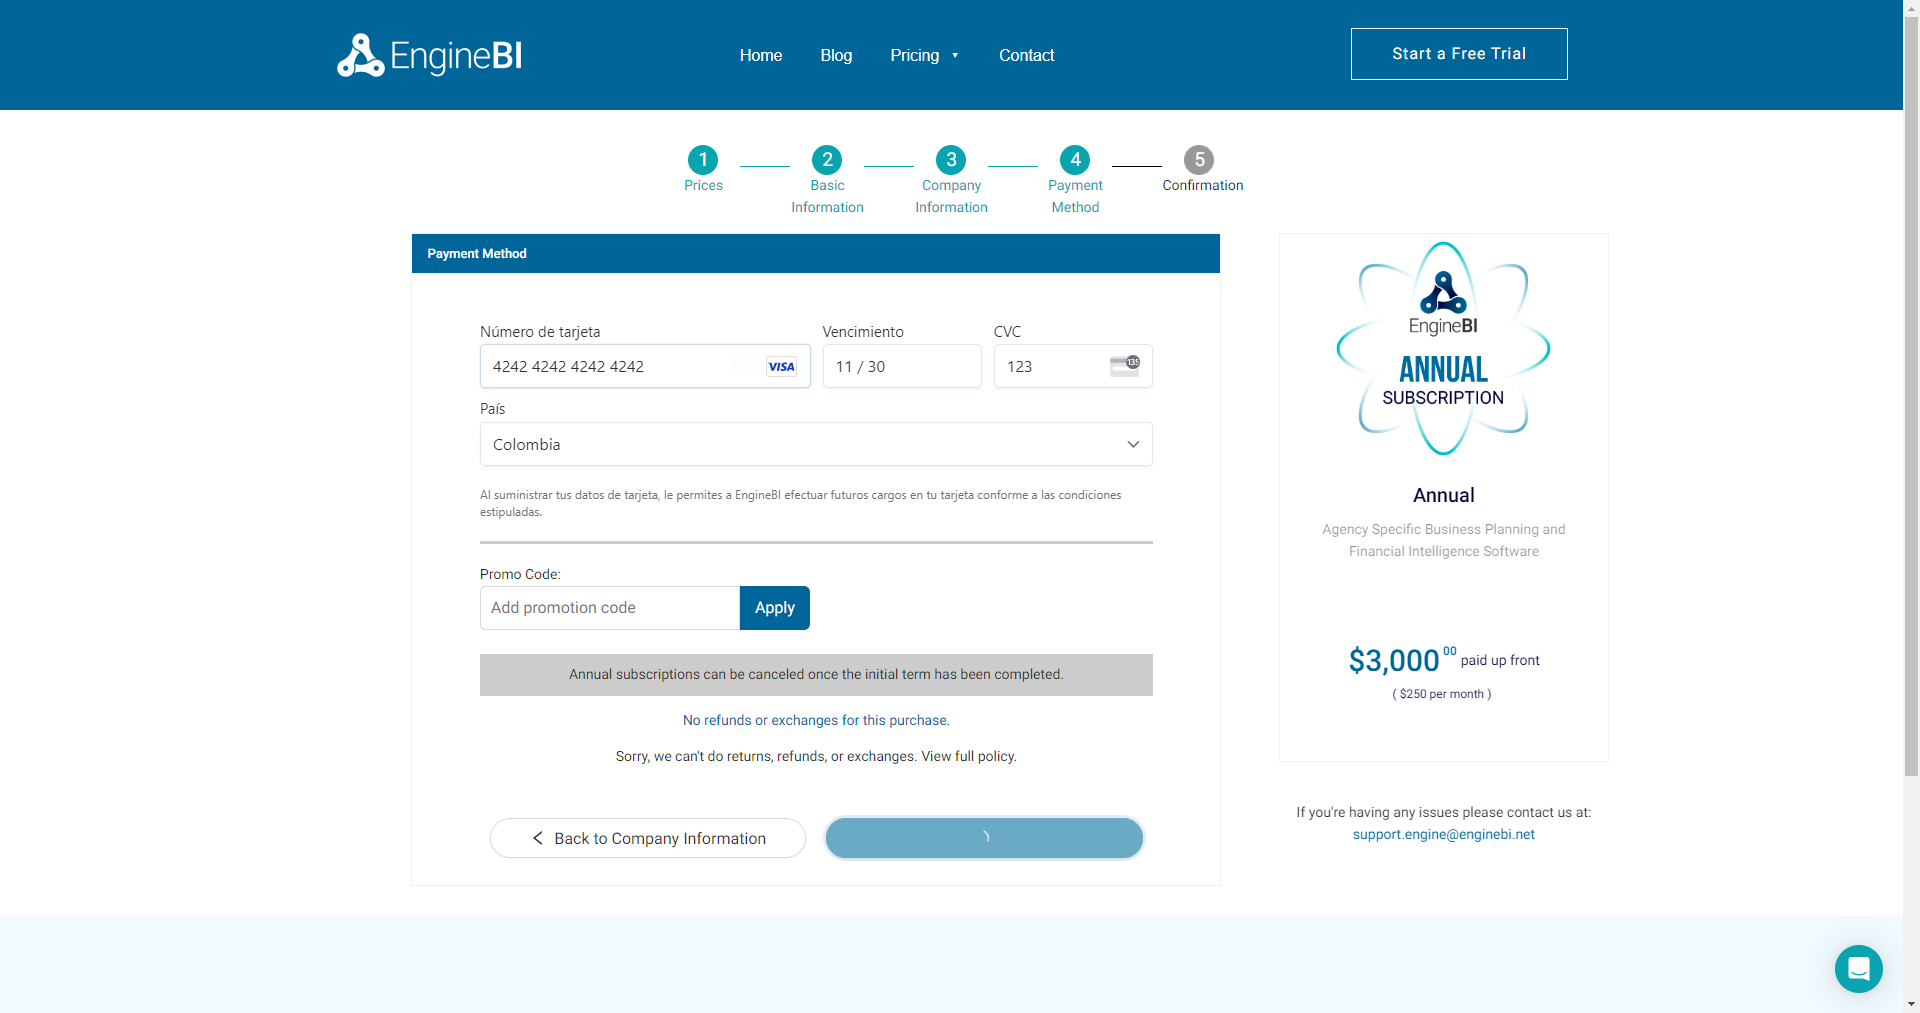 EngineBI
Home
Blog
Pricing
Contact
Start a Free Trial
1
Prices
2
Basic
Information
3
Company
Information
4
Payment
Method
5
Confirmation
Payment Method
Número de tarjeta
Vencimiento
CVC
4242 4242 4242 4242
VISA
11 / 30
123
135
País
Colombia
Al suministrar tus datos de tarjeta, le permites a EngineBI efectuar futuros cargos en tu tarjeta conforme a las condiciones
estipuladas.
Promo Code:
Add promotion code
Apply
Annual subscriptions can be canceled once the initial term has been completed.
No refunds or exchanges for this purchase.
Sorry, we can't do returns, refunds, or exchanges. View full policy.
Back to Company Information
EngineBI
ANNUAL
SUBSCRIPTION
Annual
Agency Specific Business Planning and
Financial Intelligence Software
$3,000 00 paid up front
( $250 per month )
If you're having any issues please contact us at:
support.engine@enginebi.net